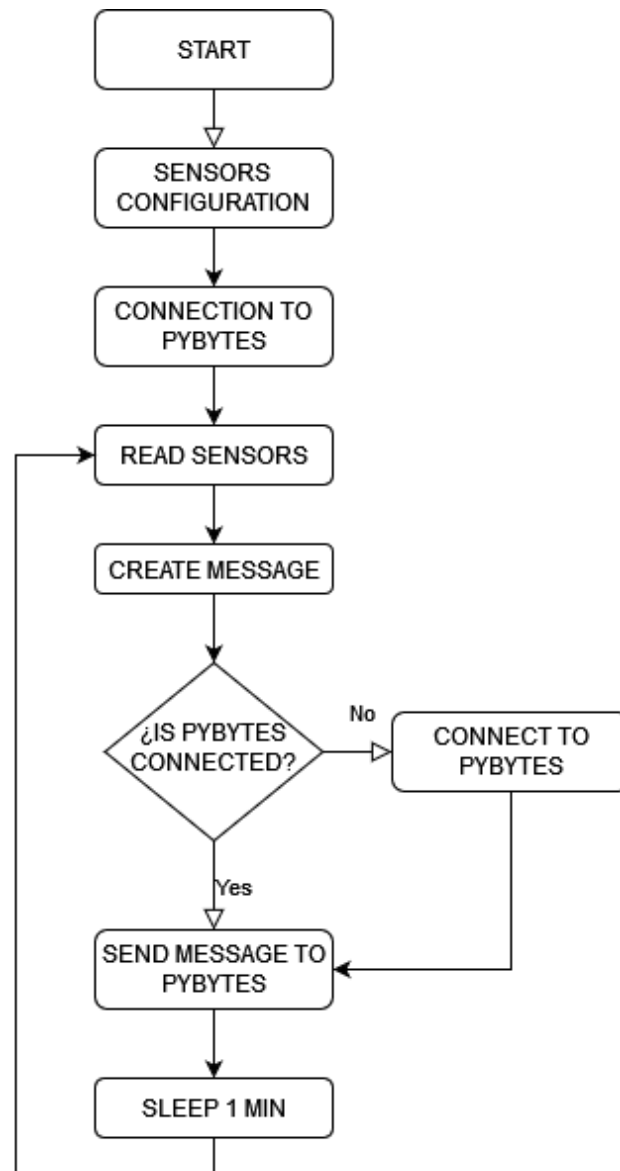 START
SENSORS
CONFIGURATION
CONNECTION TO
PYBYTES
READ SENSORS
CREATE MESSAGE
¿IS PYBYTES
CONNECTED?
No
CONNECT TO
PYBYTES
Yes
SEND MESSAGE TO
PYBYTES
SLEEP 1 MIN